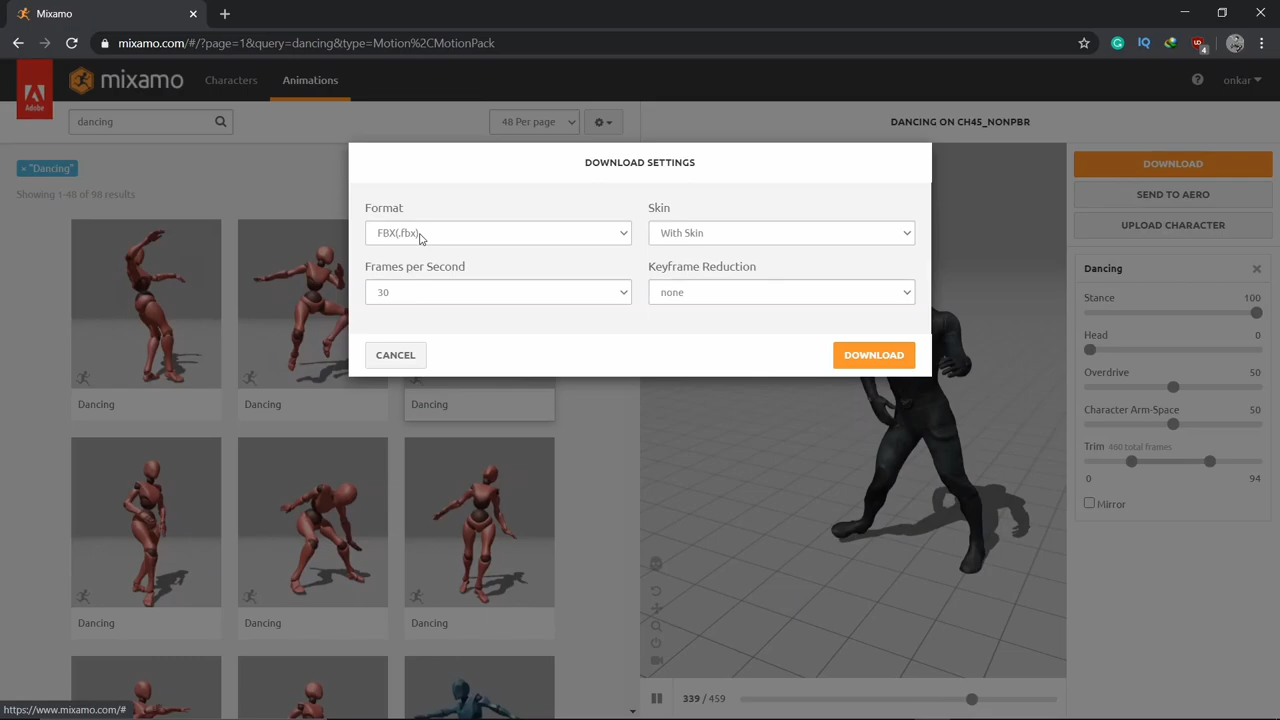 Mixamo
mixamo.com/#/?page=1&query=dancing&type=Motion%2CMotionPack
IQ
UD
4
Adobe
mixamo
Characters
Animations
onkar
dancing
48 Per page
DANCING ON CH45_NONPBR
× "Dancing"
Showing 1-48 of 98 results
DOWNLOAD SETTINGS
Format
Skin
FBX(.fbx)
With Skin
Frames per Second
Keyframe Reduction
30
none
CANCEL
DOWNLOAD
DOWNLOAD
SEND TO AERO
UPLOAD CHARACTER
Dancing
Stance
100
Head
0
Overdrive
50
Character Arm-Space
50
Trim 460 total frames
0
94
Mirror
Dancing
Dancing
Dancing
Dancing
Dancing
Dancing
339 / 459
https://www.mixamo.com/#